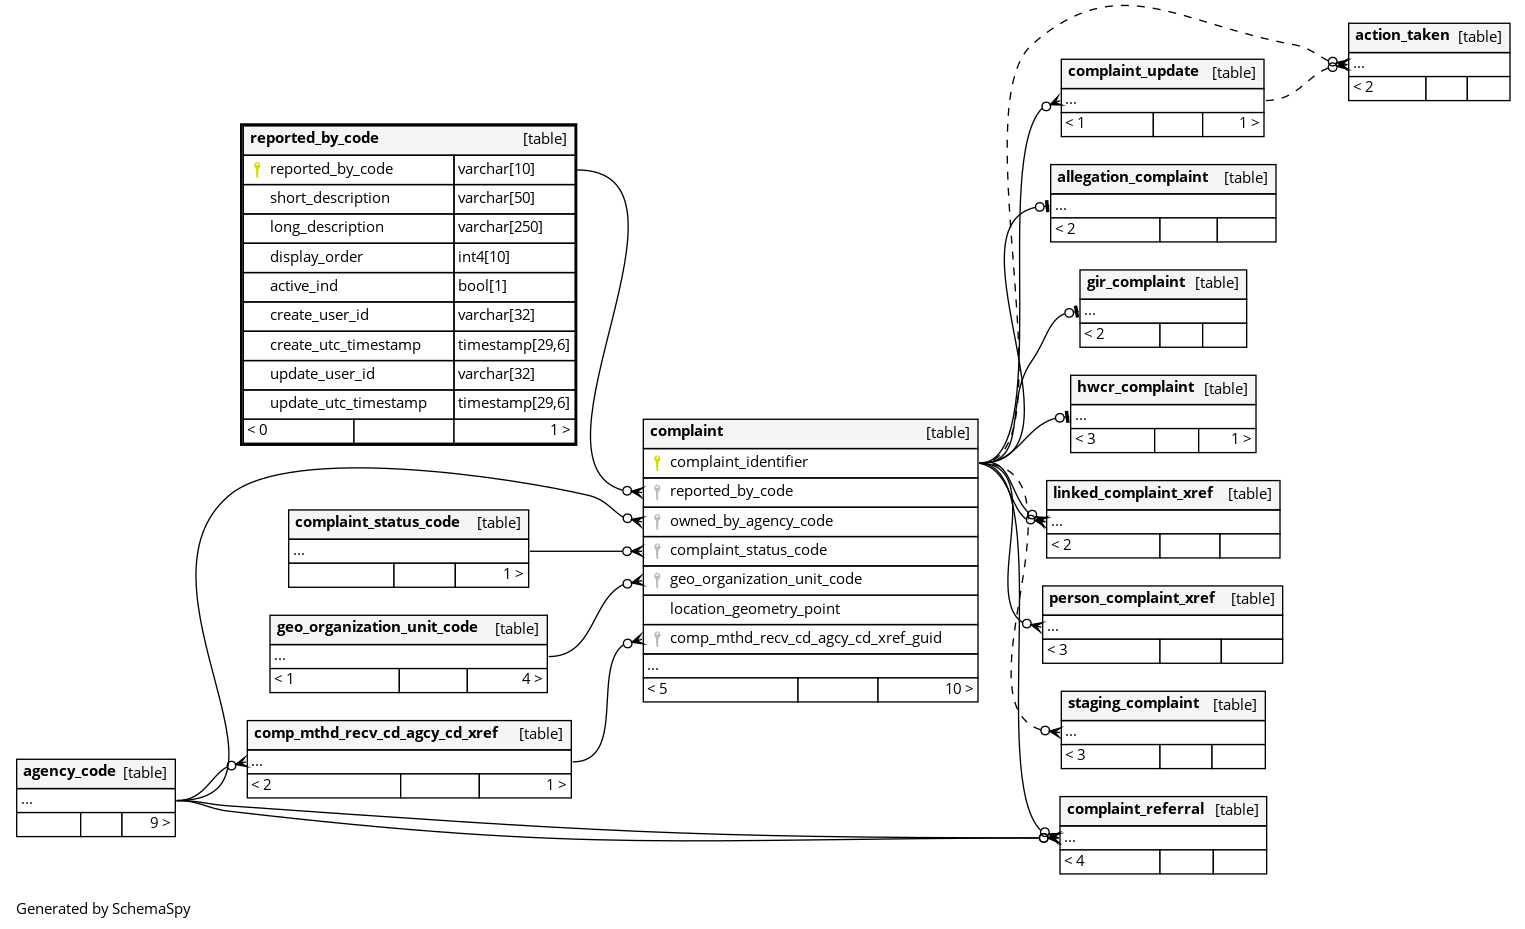 action_taken [table]
...
< 2
complaint_update [table]
...
< 1 1 >
reported_by_code [table]
reported_by_code varchar[10]
short_description varchar[50]
long_description varchar[250]
display_order int4[10]
active_ind bool[1]
create_user_id varchar[32]
create_utc_timestamp timestamp[29,6]
update_user_id varchar[32]
update_utc_timestamp timestamp[29,6]
< 0 1 >
allegation_complaint [table]
...
< 2
gir_complaint [table]
...
< 2
hwcr_complaint [table]
...
< 3 1 >
complaint [table]
complaint_identifier
reported_by_code
owned_by_agency_code
complaint_status_code
geo_organization_unit_code
location_geometry_point
comp_mthd_recv_cd_agcy_cd_xref_guid
...
< 5 10 >
linked_complaint_xref [table]
...
< 2
complaint_status_code [table]
...
1 >
person_complaint_xref [table]
...
< 3
geo_organization_unit_code [table]
...
< 1 4 >
staging_complaint [table]
...
< 3
comp_mthd_recv_cd_agcy_cd_xref [table]
...
< 2 1 >
agency_code [table]
...
9 >
complaint_referral [table]
...
< 4
Generated by SchemaSpy